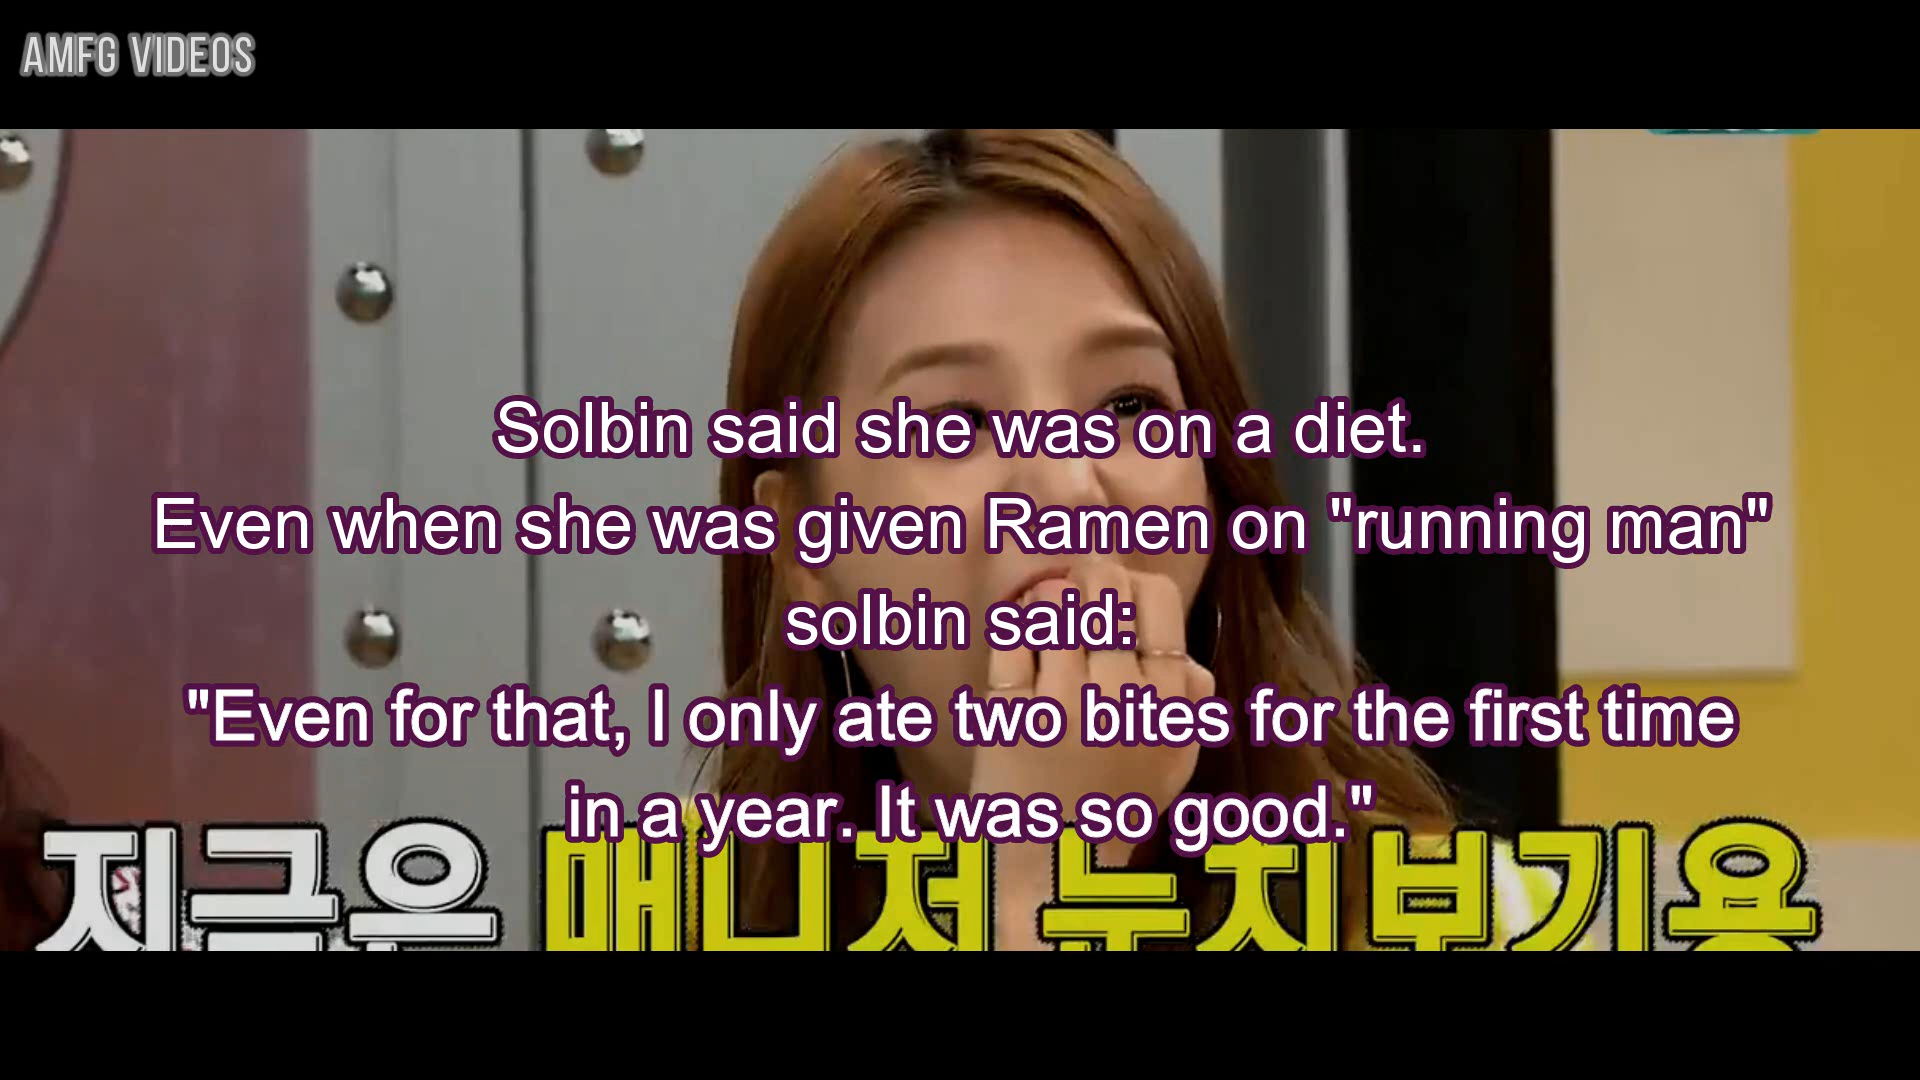 AMFG VIDEOS
Solbin said she was on a diet.
Even when she was given Ramen on "running man"
solbin said:
"Even for that, I only ate two bites for the first time
in a year. It was so good."
지금은 매니저 눈치보기용